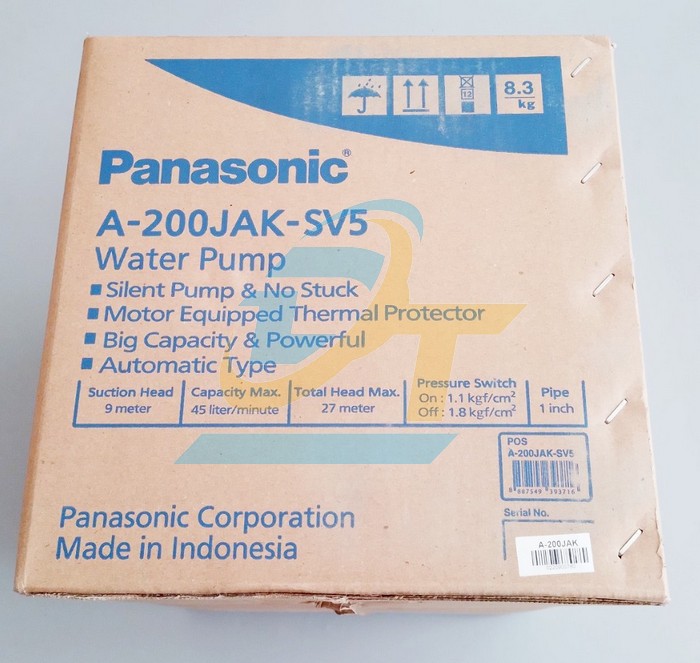 8.3
kg
12
Panasonic®
A-200JAK-SV5
Water Pump
■ Silent Pump & No Stuck
■ Motor Equipped Thermal Protector
■ Big Capacity & Powerful
■ Automatic Type
Suction Head
9 meter
Capacity Max.
45 liter/minute
Total Head Max.
27 meter
Pressure Switch
On : 1.1 kgf/cm²
Off : 1.8 kgf/cm²
Pipe
1 inch
DT
POS
A-200JAK-SV5
Serial No.
A-200JAK
Panasonic Corporation
Made in Indonesia